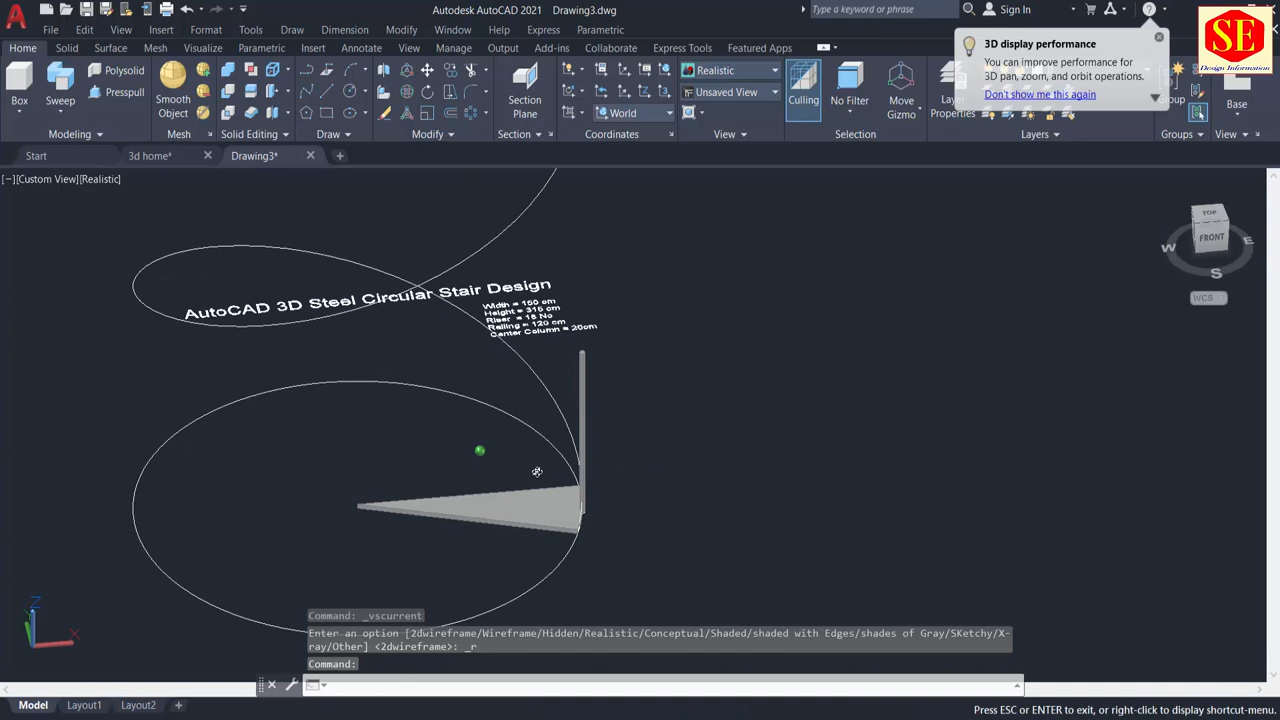 Autodesk AutoCAD 2021 Drawing3.dwg
Type a keyword or phrase
Sign In
File Edit View Insert Format Tools Draw Dimension Modify Parametric Window Help Express Parametric
Home Solid Surface Mesh Visualize Parametric Insert Annotate View Manage Output Add-ins Collaborate Express Tools
SE
Design Information
3D display performance
You can improve performance for
3D pan, zoom, and orbit operations.
Don't show me this again
Box
Sweep
Polysolid
Presspull
Smooth
Object
Section
Plane
World
Realistic
Unsaved View
Culling
No Filter
Move
Gizmo
Layer
Properties
Group
Base
Modeling Mesh Solid Editing Draw Modify Section Coordinates View Selection Layers Groups View
Start 3d home* Drawing3*
[−][Custom View][Realistic]
TOP
FRONT
W E
S
WCS
AutoCAD 3D Steel Circular Stair Design
Width = 150 cm
Height = 315 cm
Riser = 18 No
Railing = 120 cm
Center Column = 20cm
Z
X
Command: _vscurrent
Enter an option [2dwireframe/Wireframe/Hidden/Realistic/Conceptual/Shaded/shaded with Edges/shades of Gray/SKetchy/X-
ray/Other] <2dwireframe>: _r
Command:
Model Layout1 Layout2
Press ESC or ENTER to exit, or right-click to display shortcut-menu.